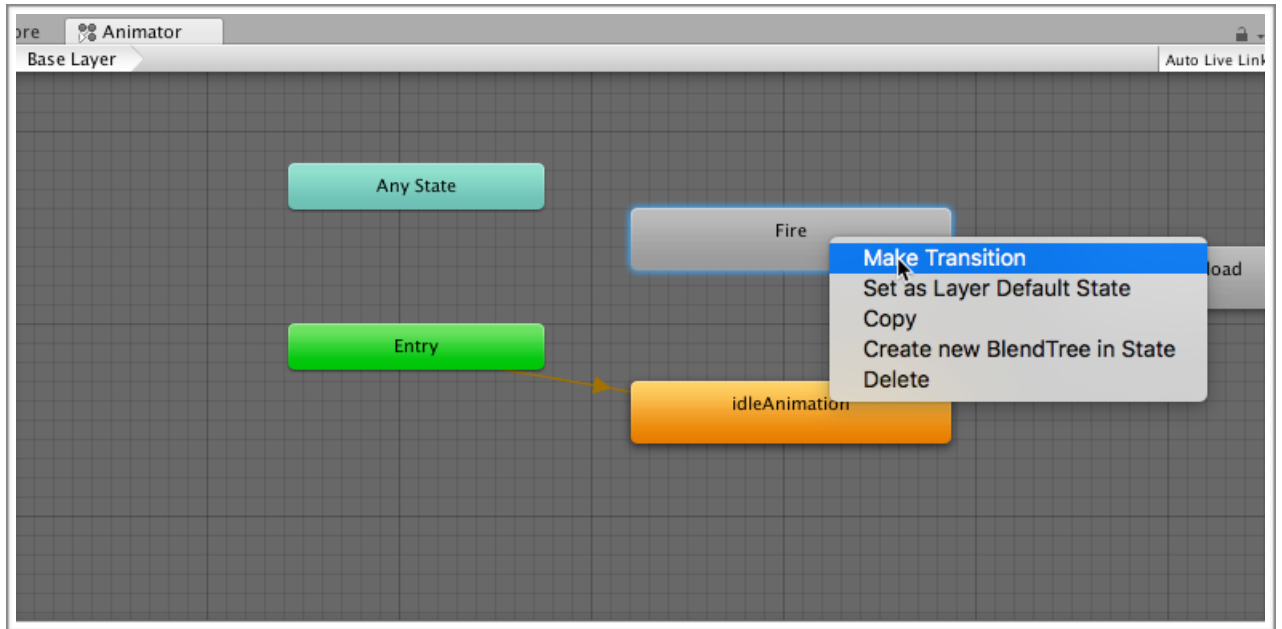 ore Animator
Base Layer
Auto Live Link
Any State
Fire
Make Transition
load
Set as Layer Default State
Copy
Create new BlendTree in State
Entry
Delete
idleAnimation